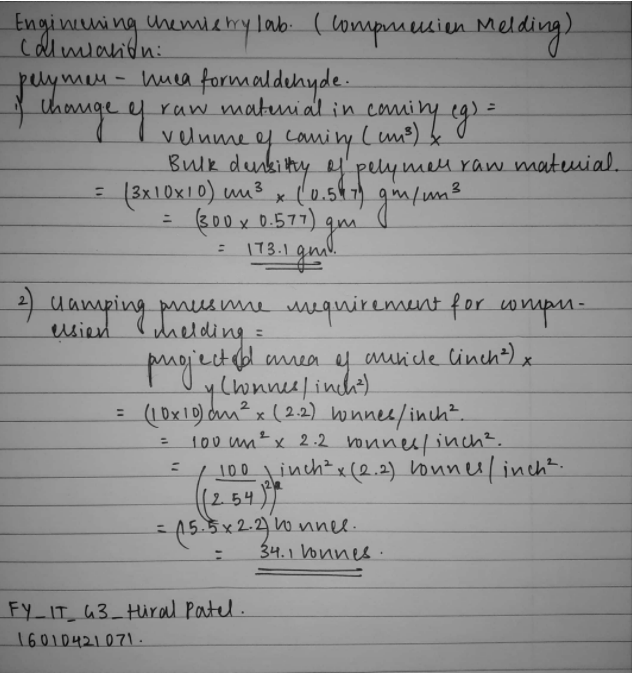 Engineering chemistry lab. (Compression Molding)
Calculation:
polymer - Urea formaldehyde.
1) Charge of raw material in cavity (g) =
volume of cavity (cm³) x
Bulk density of polymer raw material.
= (3x10x10) cm³ x (0.577) gm/cm³
= (300 x 0.577) gm
= 173.1 gm.
2) clamping pressure requirement for compr-
ession molding =
projected area of article (inch²) x
y (tonnes/inch²)
= (10x10) cm² x (2.2) tonnes/inch².
= 100 cm² x 2.2 tonnes/inch².
= (100 / (2.54)²) inch² x (2.2) tonnes/inch².
= (15.5 x 2.2) tonnes.
= 34.1 tonnes.
FY_IT_G3_Hiral Patel.
16010421071.